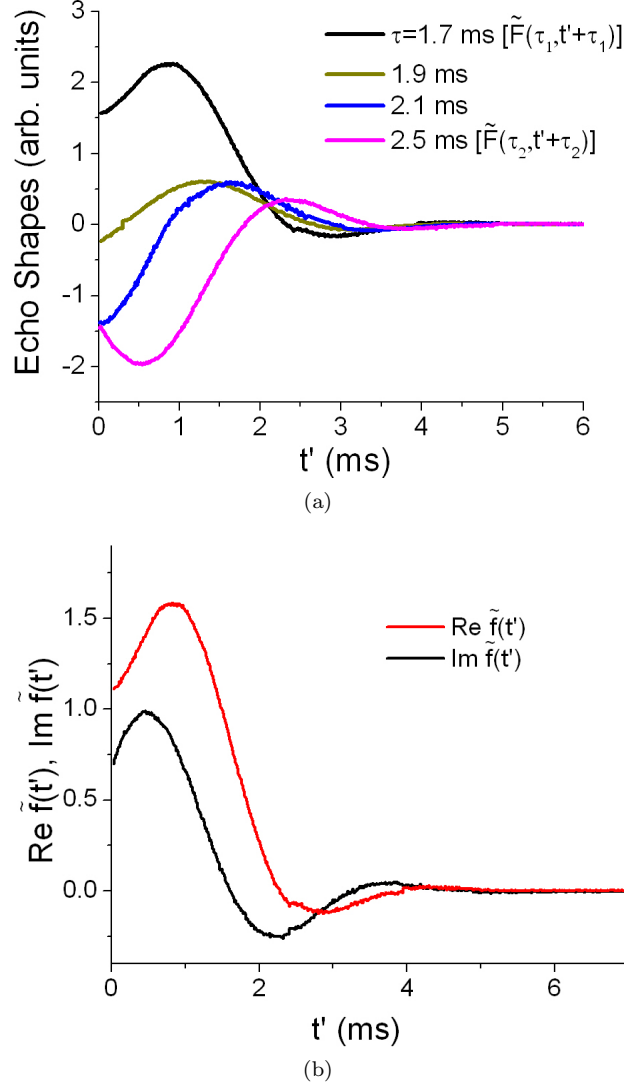 τ=1.7 ms [F̃(τ₁,t'+τ₁)]
1.9 ms
2.1 ms
2.5 ms [F̃(τ₂,t'+τ₂)]
Echo Shapes (arb. units)
3
2
1
0
-1
-2
0 1 2 3 4 5 6
t' (ms)
(a)
Re f̃(t')
Im f̃(t')
Re f̃(t'), Im f̃(t')
1.5
1.0
0.5
0.0
0 2 4 6
t' (ms)
(b)